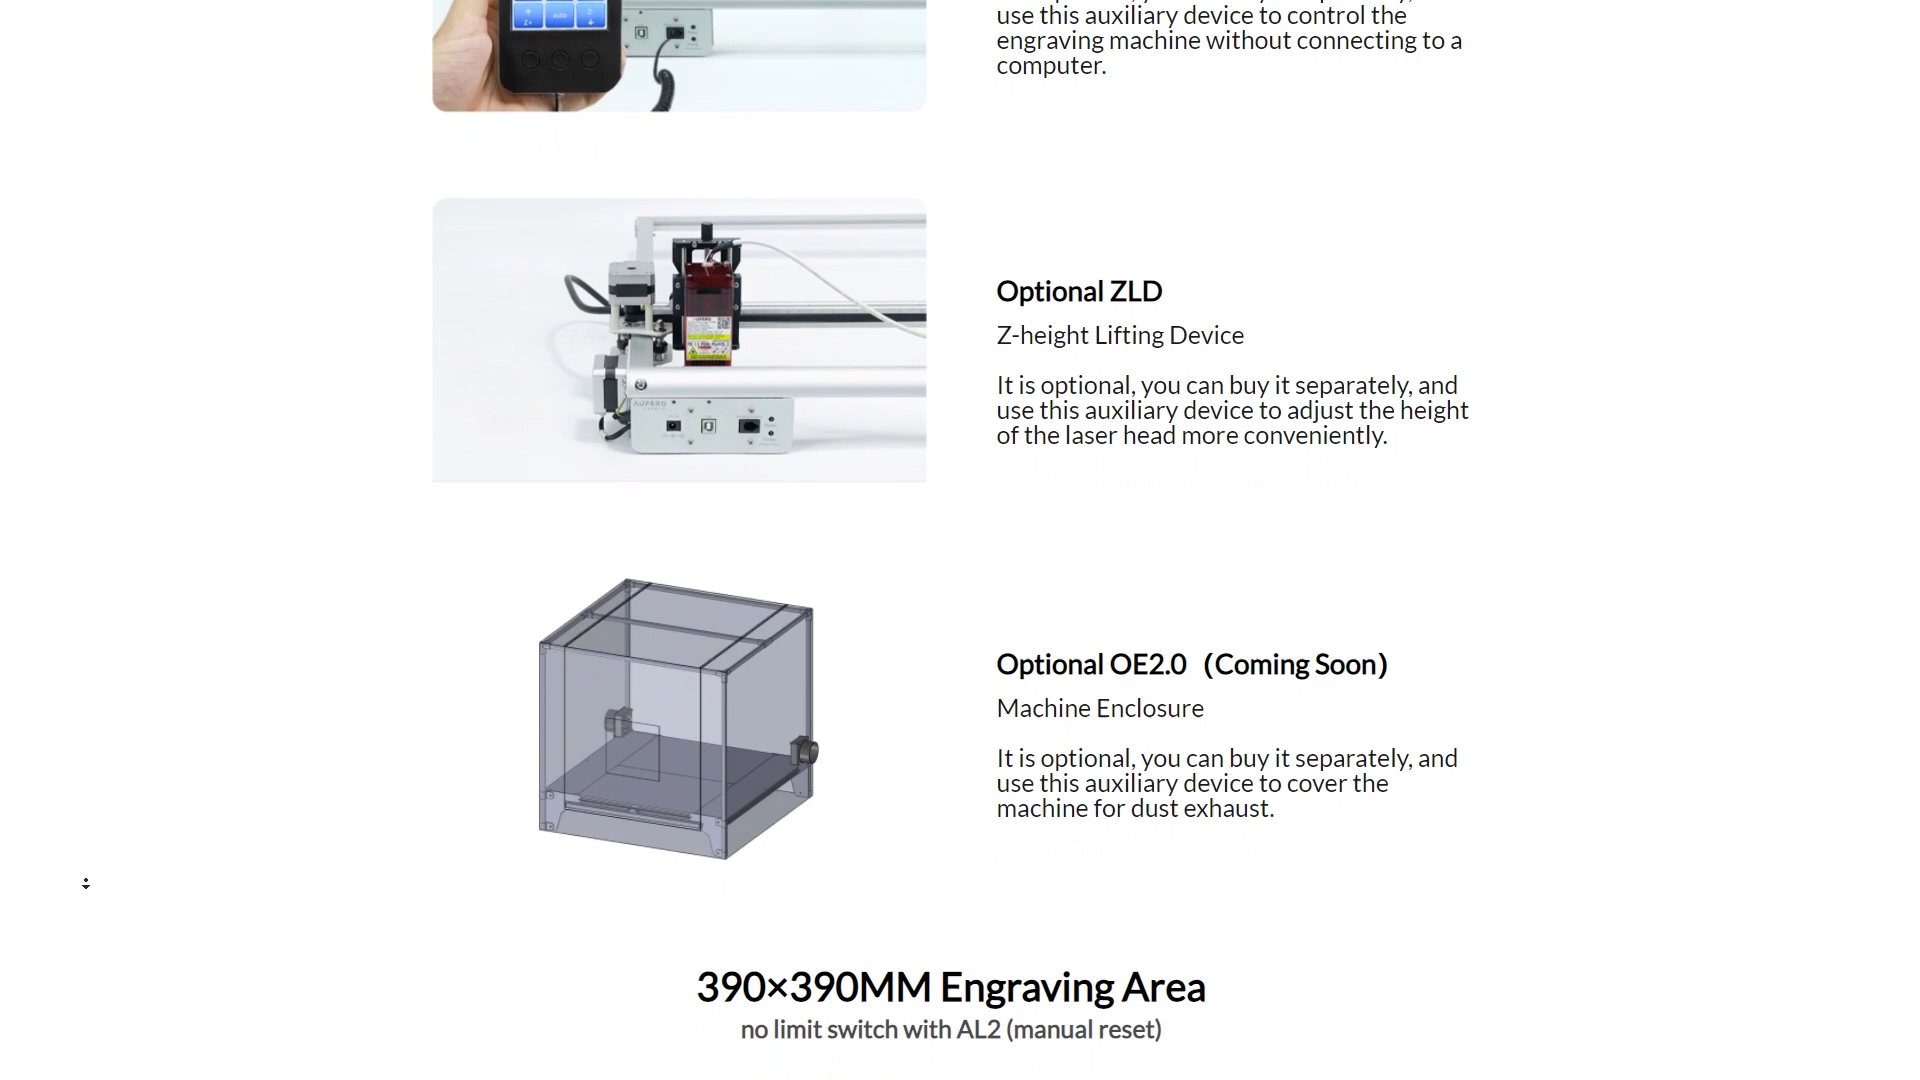 use this auxiliary device to control the
engraving machine without connecting to a
computer.
Z+
auto
Z-
Optional ZLD
Z-height Lifting Device
It is optional, you can buy it separately, and
use this auxiliary device to adjust the height
of the laser head more conveniently.
AUFERO
Optional OE2.0（Coming Soon）
Machine Enclosure
It is optional, you can buy it separately, and
use this auxiliary device to cover the
machine for dust exhaust.
390×390MM Engraving Area
no limit switch with AL2 (manual reset)